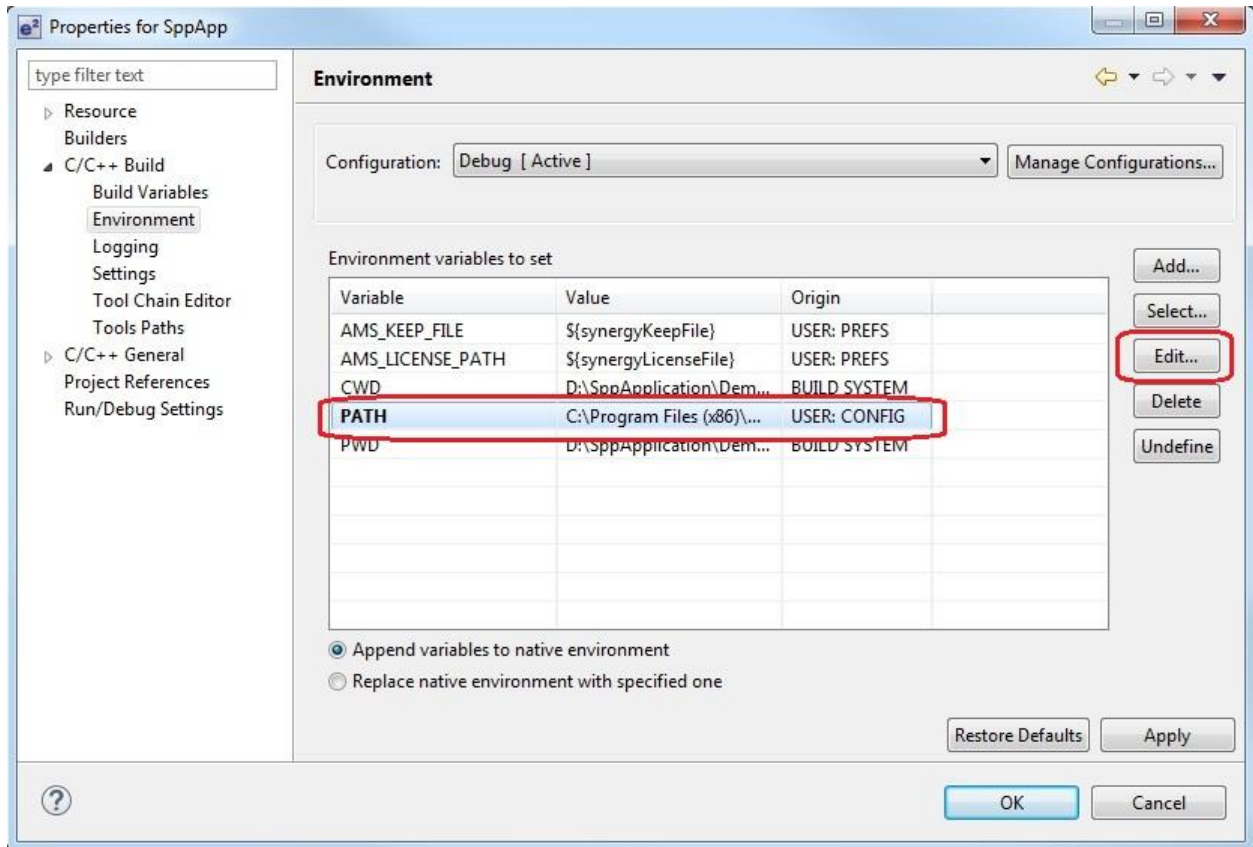 e² Properties for SppApp
type filter text
Resource
Builders
C/C++ Build
Build Variables
Environment
Logging
Settings
Tool Chain Editor
Tools Paths
C/C++ General
Project References
Run/Debug Settings
Environment
Configuration: Debug [ Active ] Manage Configurations...
Environment variables to set
Variable Value Origin
AMS_KEEP_FILE ${synergyKeepFile} USER: PREFS
AMS_LICENSE_PATH ${synergyLicenseFile} USER: PREFS
CWD D:\SppApplication\Dem... BUILD SYSTEM
PATH C:\Program Files (x86)\... USER: CONFIG
PWD D:\SppApplication\Dem... BUILD SYSTEM
Add...
Select...
Edit...
Delete
Undefine
Append variables to native environment
Replace native environment with specified one
Restore Defaults Apply
? OK Cancel